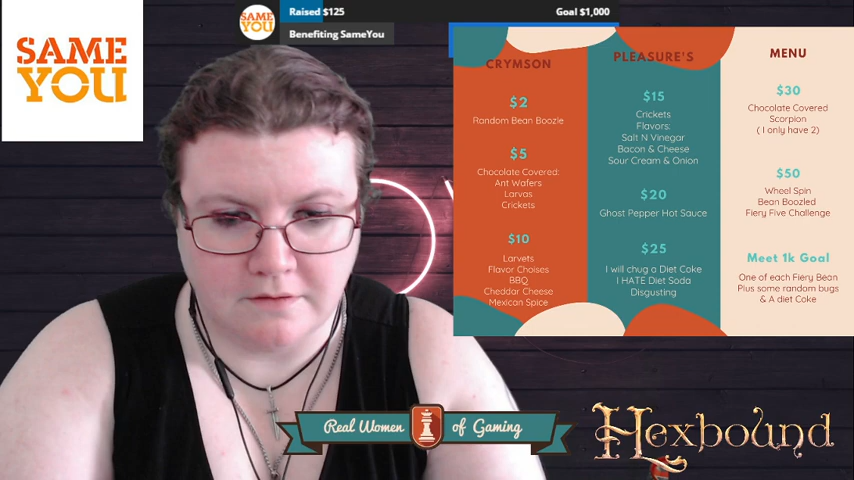 SAME
YOU
SAME
YOU
Raised $125
Goal $1,000
Benefiting SameYou
CRYMSON
PLEASURE'S
MENU
$2
Random Bean Boozle
$5
Chocolate Covered:
Ant Wafers
Larvas
Crickets
$10
Larvets
Flavor Choises
BBQ
Cheddar Cheese
Mexican Spice
$15
Crickets
Flavors:
Salt N Vinegar
Bacon & Cheese
Sour Cream & Onion
$20
Ghost Pepper Hot Sauce
$25
I will chug a Diet Coke
I HATE Diet Soda
Disgusting
$30
Chocolate Covered
Scorpion
( I only have 2)
$50
Wheel Spin
Bean Boozled
Fiery Five Challenge
Meet 1k Goal
One of each Fiery Bean
Plus some random bugs
& A diet Coke
Real Women of Gaming
Hexbound